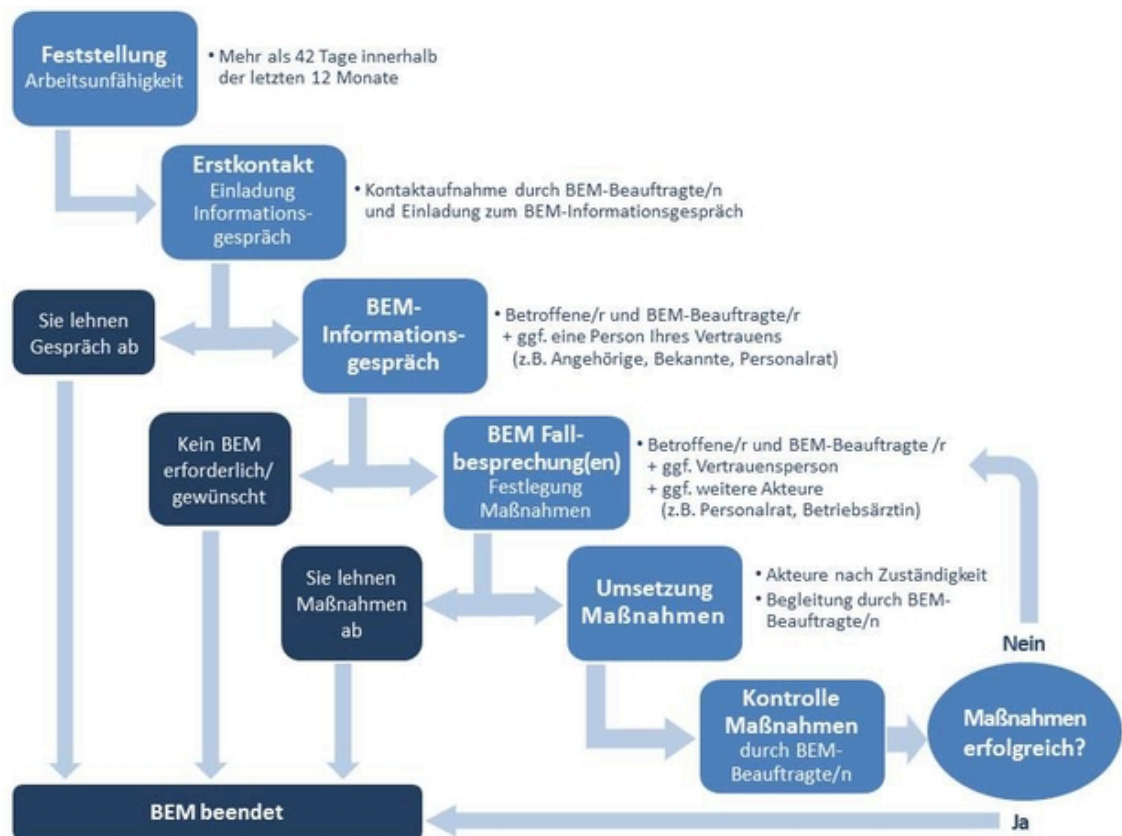 Feststellung
Arbeitsunfähigkeit
• Mehr als 42 Tage innerhalb
der letzten 12 Monate
Erstkontakt
Einladung
Informations-
gespräch
• Kontaktaufnahme durch BEM-Beauftragte/n
und Einladung zum BEM-Informationsgespräch
Sie lehnen
Gespräch ab
BEM-
Informations-
gespräch
• Betroffene/r und BEM-Beauftragte/r
+ ggf. eine Person Ihres Vertrauens
(z.B. Angehörige, Bekannte, Personalrat)
Kein BEM
erforderlich/
gewünscht
BEM Fall-
besprechung(en)
Festlegung
Maßnahmen
• Betroffene/r und BEM-Beauftragte /r
+ ggf. Vertrauensperson
+ ggf. weitere Akteure
(z.B. Personalrat, Betriebsärztin)
Sie lehnen
Maßnahmen
ab
Umsetzung
Maßnahmen
• Akteure nach Zuständigkeit
• Begleitung durch BEM-
Beauftragte/n
Nein
Kontrolle
Maßnahmen
durch BEM-
Beauftragte/n
Maßnahmen
erfolgreich?
BEM beendet
Ja